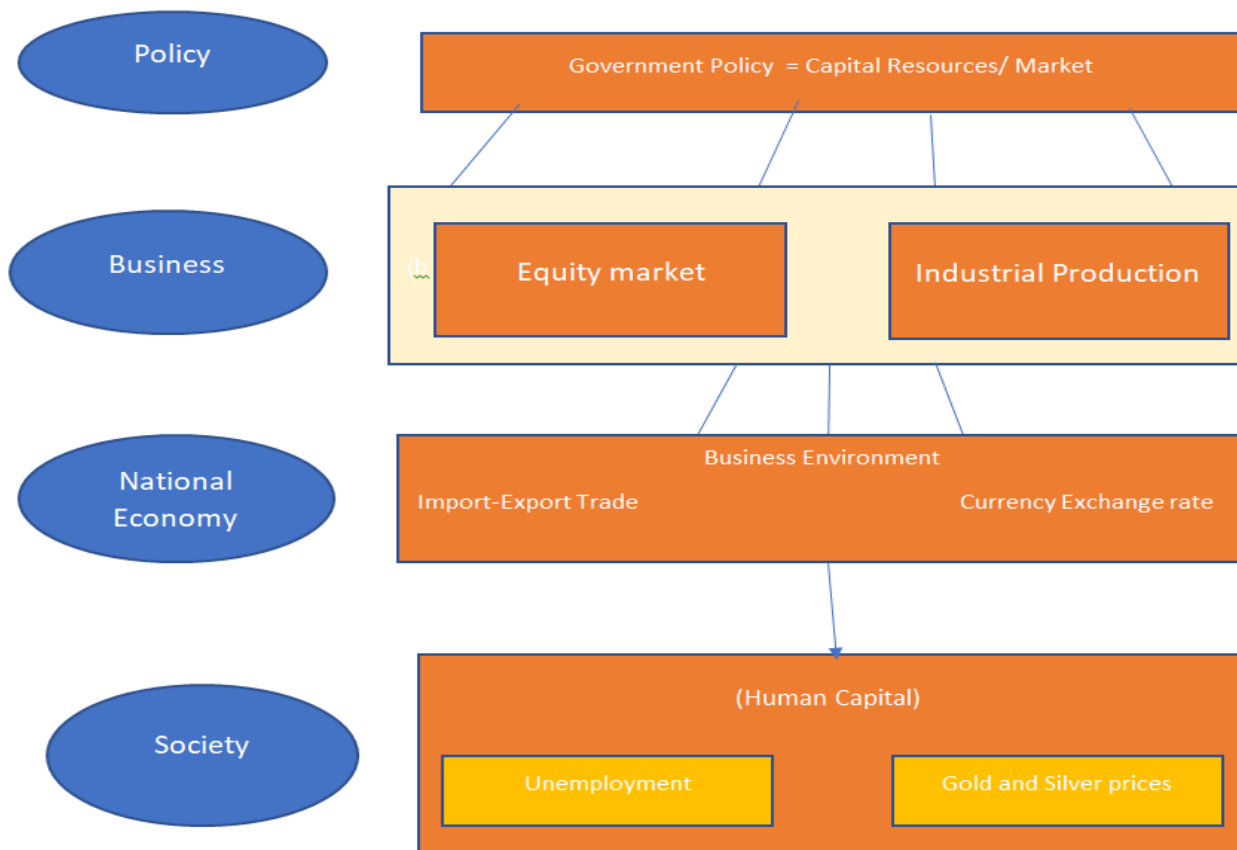 Policy
Government Policy = Capital Resources/ Market
Business
(b
Equity market
Industrial Production
National
Economy
Business Environment
Import-Export Trade
Currency Exchange rate
Society
(Human Capital)
Unemployment
Gold and Silver prices